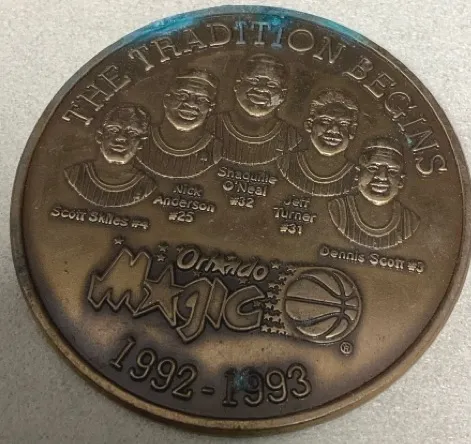 THE TRADITION BEGINS
Scott Skiles #4
Nick
Anderson
#25
Shaquille
O'Neal
#32
Jeff
Turner
#31
Dennis Scott #3
Orlando
Magic
®
1992-1993